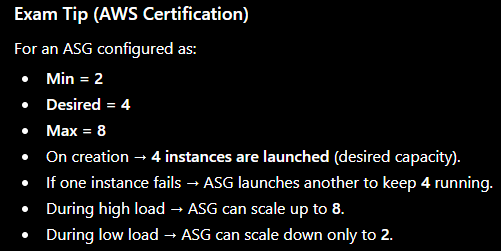 Exam Tip (AWS Certification)
For an ASG configured as:
• Min = 2
• Desired = 4
• Max = 8
• On creation → 4 instances are launched (desired capacity).
• If one instance fails → ASG launches another to keep 4 running.
• During high load → ASG can scale up to 8.
• During low load → ASG can scale down only to 2.